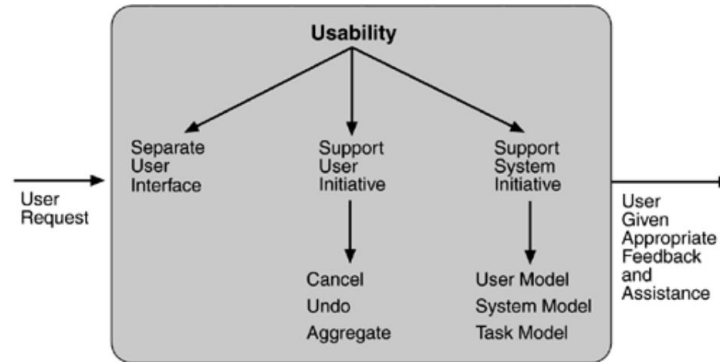 Usability
Separate
User
Interface
Support
User
Initiative
Support
System
Initiative
User
Request
User
Given
Appropriate
Feedback
and
Assistance
Cancel
Undo
Aggregate
User Model
System Model
Task Model